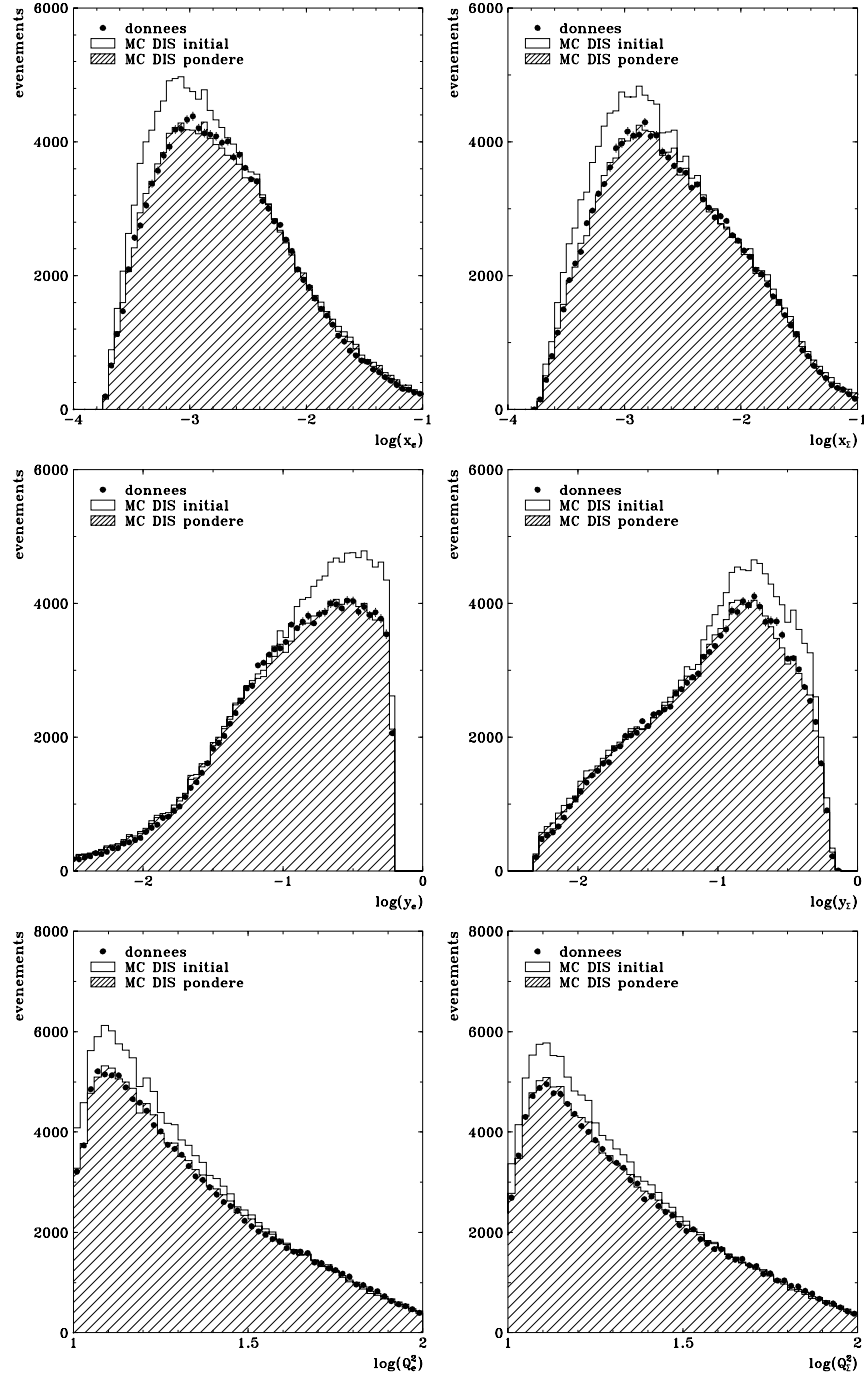 evenements
6000
4000
2000
0
donnees
MC DIS initial
MC DIS pondere
−4
−3
−2
−1
log(x_e)
evenements
6000
4000
2000
0
donnees
MC DIS initial
MC DIS pondere
−4
−3
−2
−1
log(x_Σ)
evenements
6000
4000
2000
0
donnees
MC DIS initial
MC DIS pondere
−2
−1
0
log(y_e)
evenements
6000
4000
2000
0
donnees
MC DIS initial
MC DIS pondere
−2
−1
0
log(y_Σ)
evenements
8000
6000
4000
2000
0
donnees
MC DIS initial
MC DIS pondere
1
1.5
2
log(Q²_e)
evenements
8000
6000
4000
2000
0
donnees
MC DIS initial
MC DIS pondere
1
1.5
2
log(Q²_Σ)